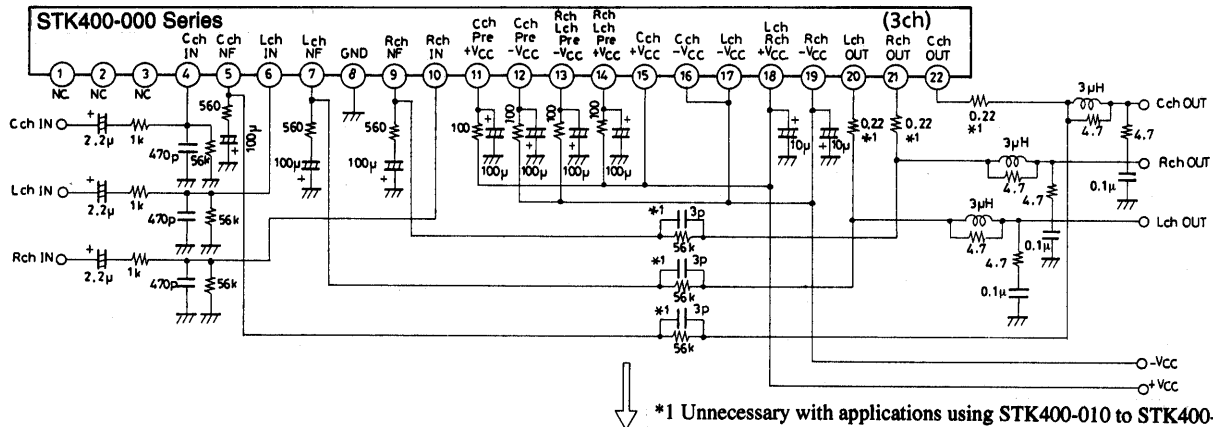 STK400-000 Series
(3ch)
Cch IN
Cch NF
Lch IN
Lch NF
GND
Rch NF
Rch IN
Cch Pre +VCC
Cch Pre -VCC
Rch Lch Pre -VCC
Rch Lch Pre +VCC
Cch +VCC
Cch -VCC
Lch -VCC
Lch Rch +VCC
Rch -VCC
Lch OUT
Rch OUT
Cch OUT
1 2 3 4 5 6 7 8 9 10 11 12 13 14 15 16 17 18 19 20 21 22
NC NC NC
Cch IN
+
2.2μ
1k
470p
56k
560
100μ
+
560
100μ
+
560
100μ
+
100
+
100μ
100
+
100μ
100
+
100μ
100
+
100μ
+
10μ
+
10μ
0.22
*1
0.22
*1
0.22
*1
3μH
4.7
4.7
0.1μ
Cch OUT
3μH
4.7
4.7
0.1μ
Rch OUT
3μH
4.7
4.7
0.1μ
Lch OUT
Lch IN
+
2.2μ
1k
470p
56k
Rch IN
+
2.2μ
1k
470p
56k
*1 3p
56k
*1 3p
56k
*1 3p
56k
-VCC
+VCC
*1 Unnecessary with applications using STK400-010 to STK400-